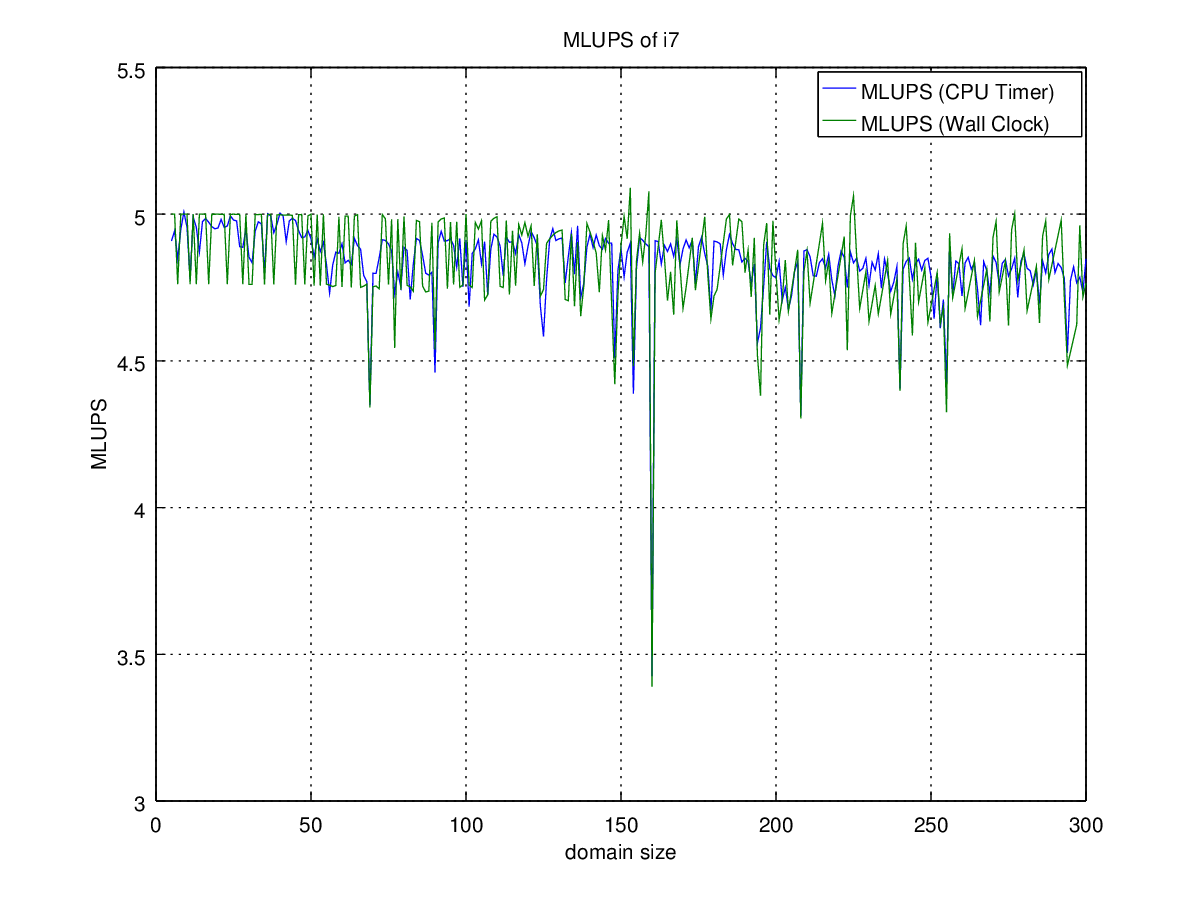 MLUPS of i7
5.5
5
4.5
4
3.5
3
MLUPS
MLUPS (CPU Timer)
MLUPS (Wall Clock)
0 50 100 150 200 250 300
domain size